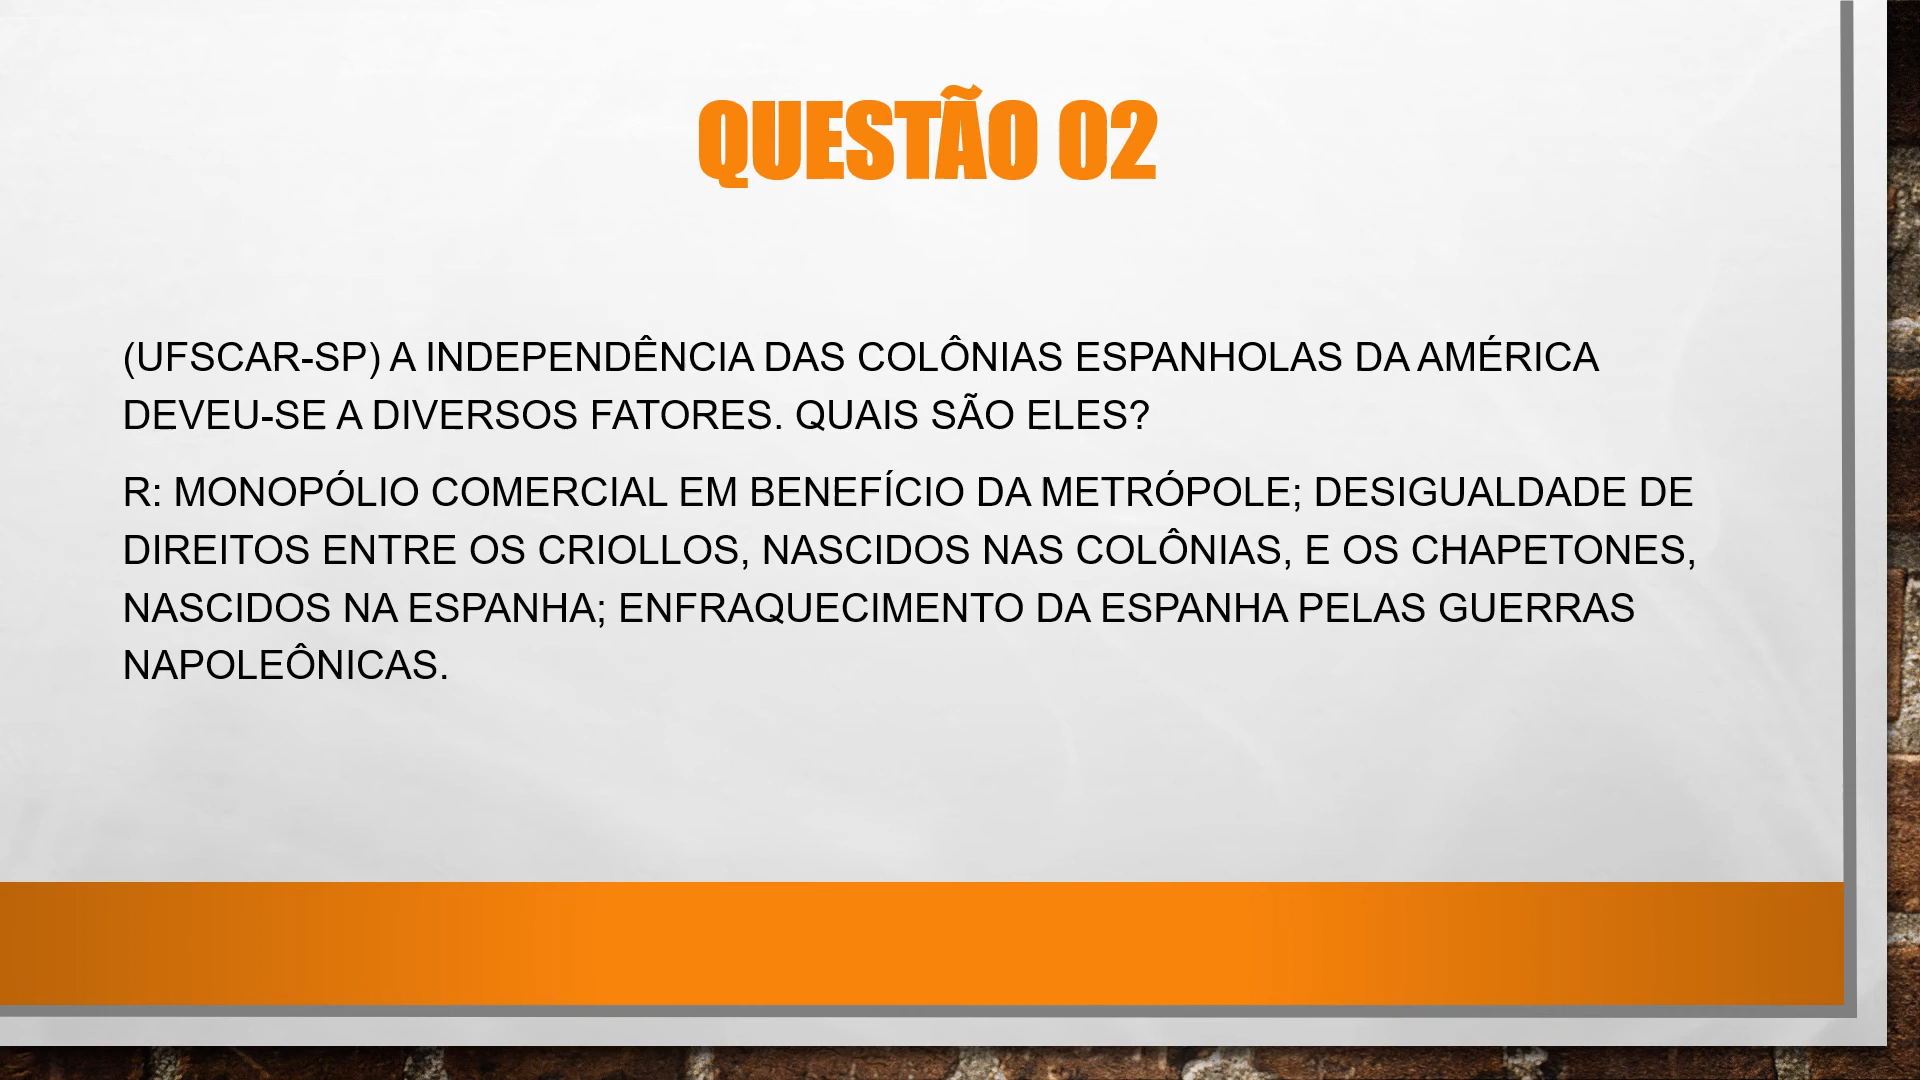 QUESTÃO 02
(UFSCAR-SP) A INDEPENDÊNCIA DAS COLÔNIAS ESPANHOLAS DA AMÉRICA
DEVEU-SE A DIVERSOS FATORES. QUAIS SÃO ELES?
R: MONOPÓLIO COMERCIAL EM BENEFÍCIO DA METRÓPOLE; DESIGUALDADE DE
DIREITOS ENTRE OS CRIOLLOS, NASCIDOS NAS COLÔNIAS, E OS CHAPETONES,
NASCIDOS NA ESPANHA; ENFRAQUECIMENTO DA ESPANHA PELAS GUERRAS
NAPOLEÔNICAS.